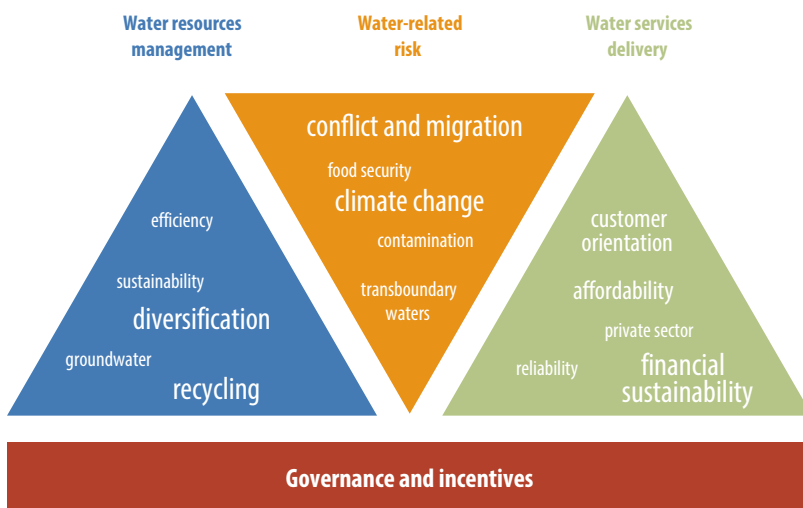 Water resources
management
Water-related
risk
Water services
delivery
efficiency
sustainability
diversification
groundwater
recycling
conflict and migration
food security
climate change
contamination
transboundary
waters
customer
orientation
affordability
private sector
reliability
financial
sustainability
Governance and incentives